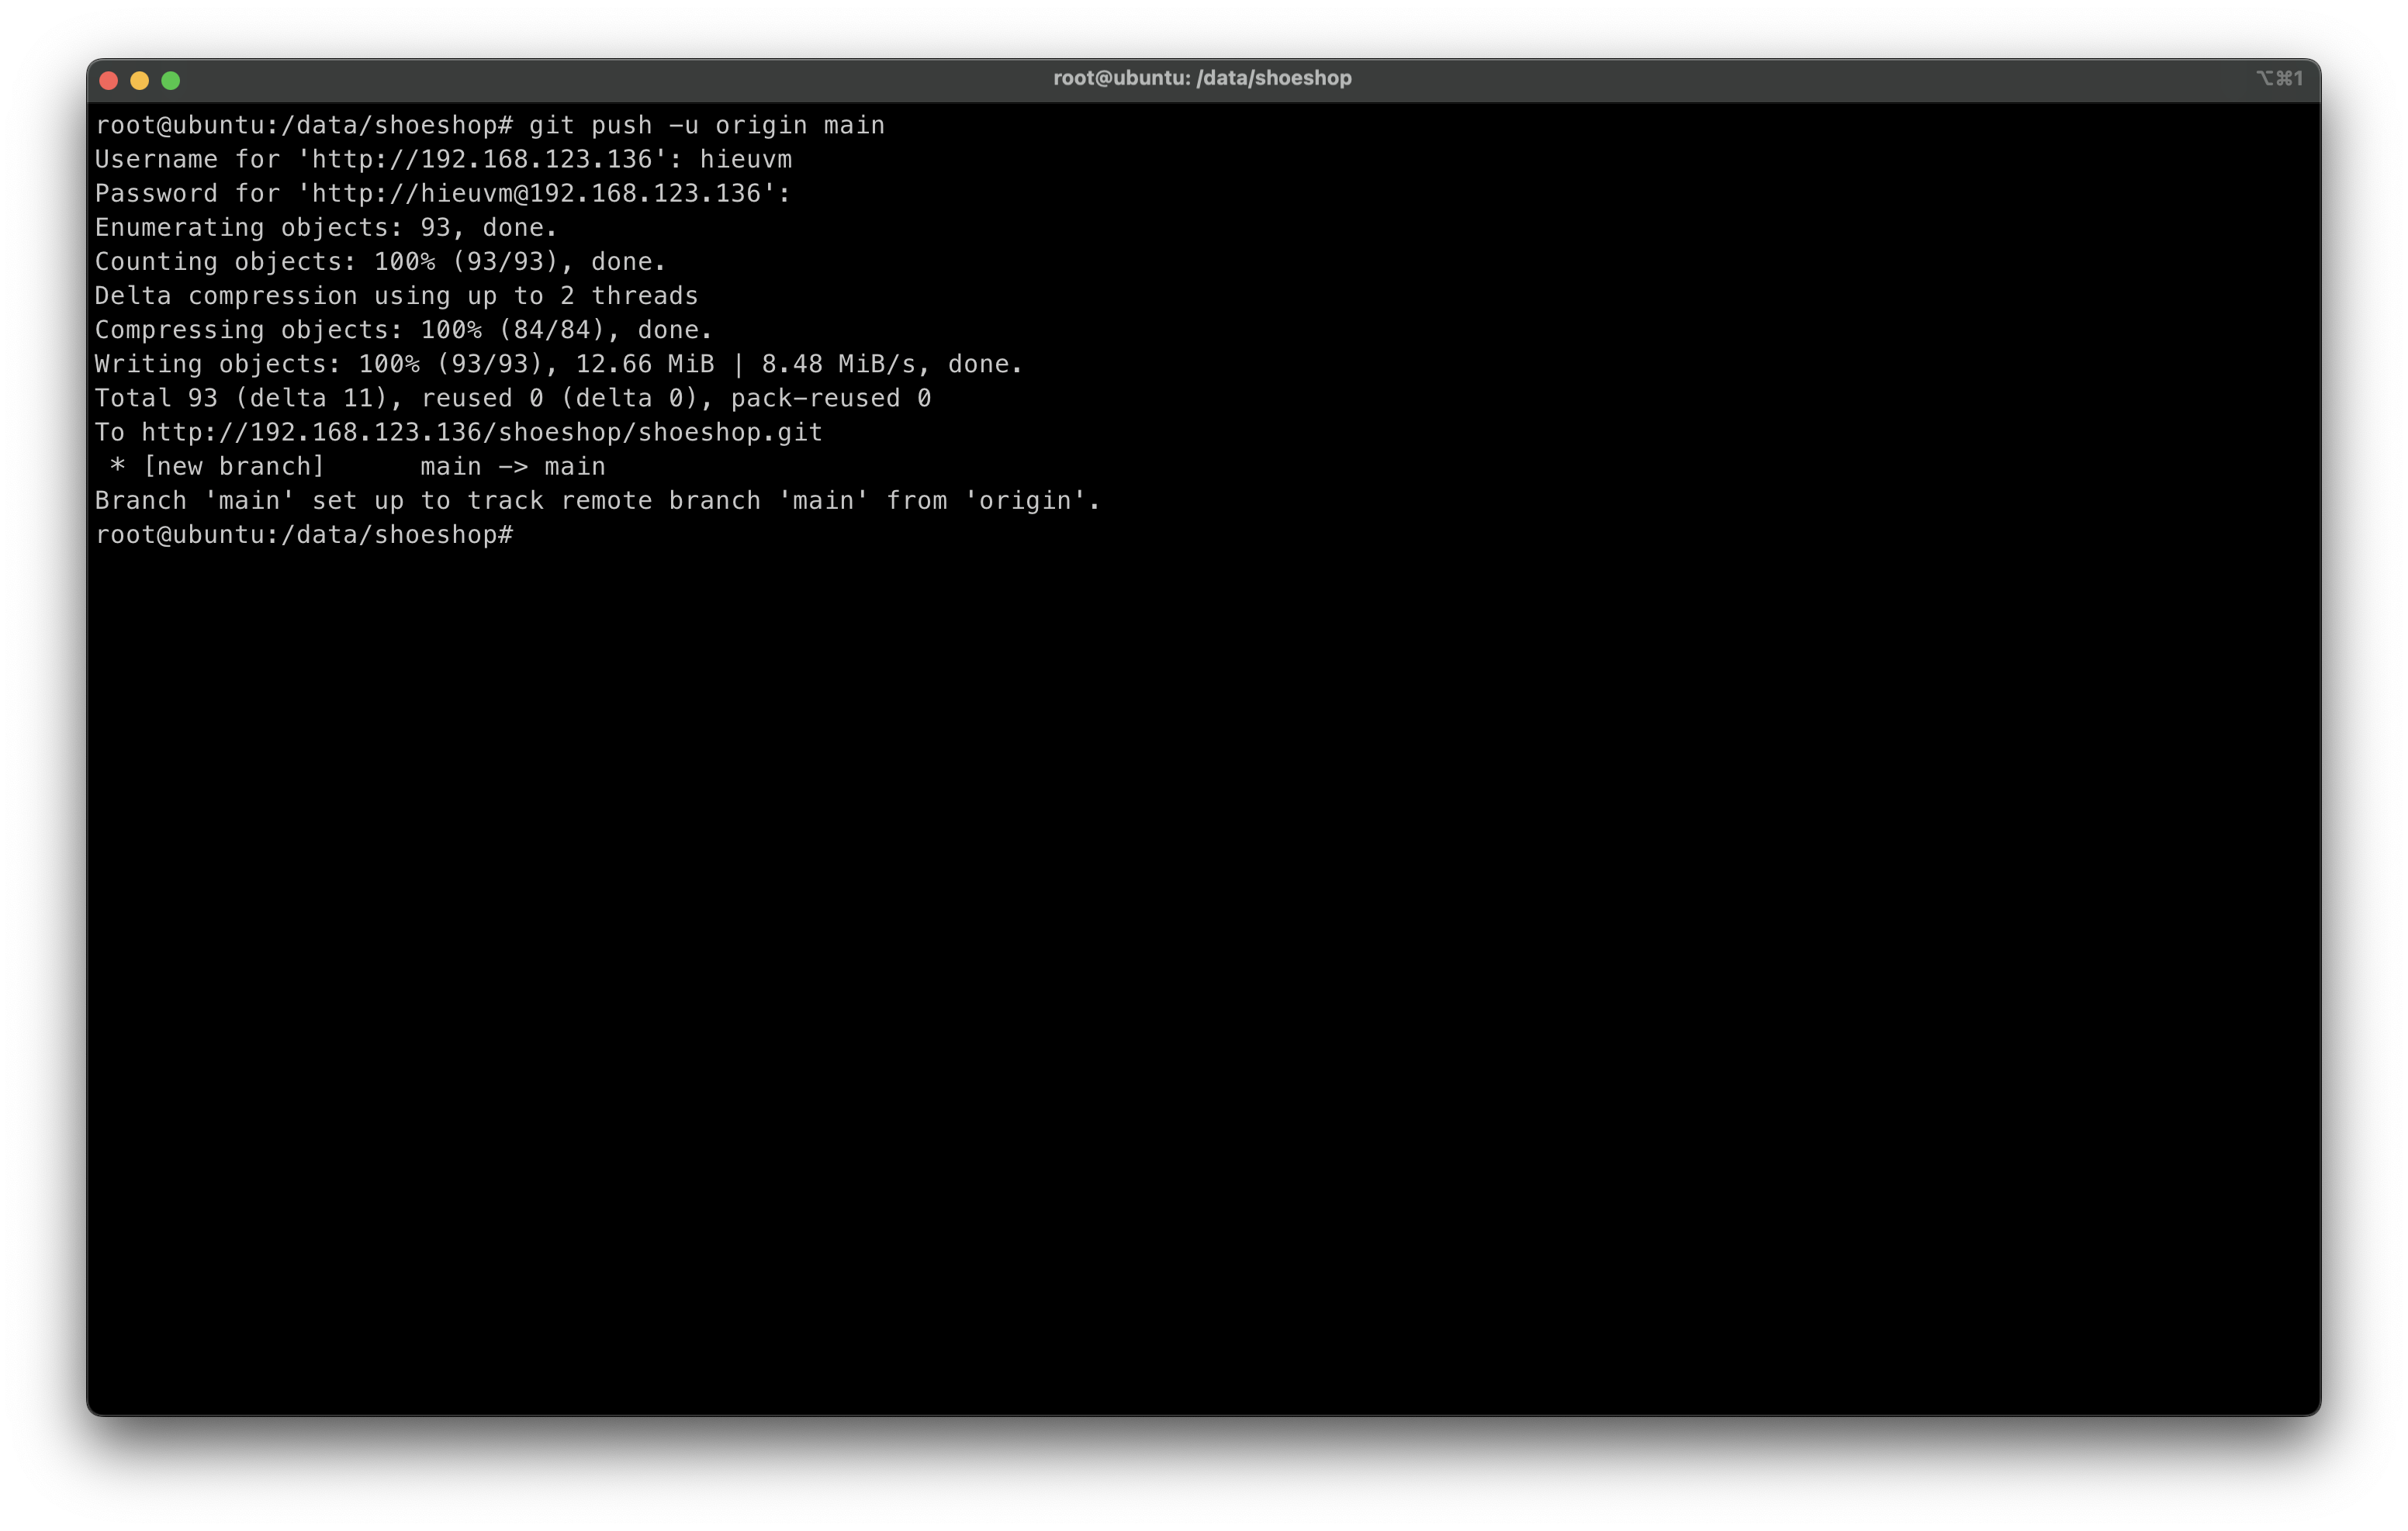 root@ubuntu: /data/shoeshop
⌥⌘1
root@ubuntu:/data/shoeshop# git push -u origin main
Username for 'http://192.168.123.136': hieuvm
Password for 'http://hieuvm@192.168.123.136':
Enumerating objects: 93, done.
Counting objects: 100% (93/93), done.
Delta compression using up to 2 threads
Compressing objects: 100% (84/84), done.
Writing objects: 100% (93/93), 12.66 MiB | 8.48 MiB/s, done.
Total 93 (delta 11), reused 0 (delta 0), pack-reused 0
To http://192.168.123.136/shoeshop/shoeshop.git
 * [new branch]      main -> main
Branch 'main' set up to track remote branch 'main' from 'origin'.
root@ubuntu:/data/shoeshop#